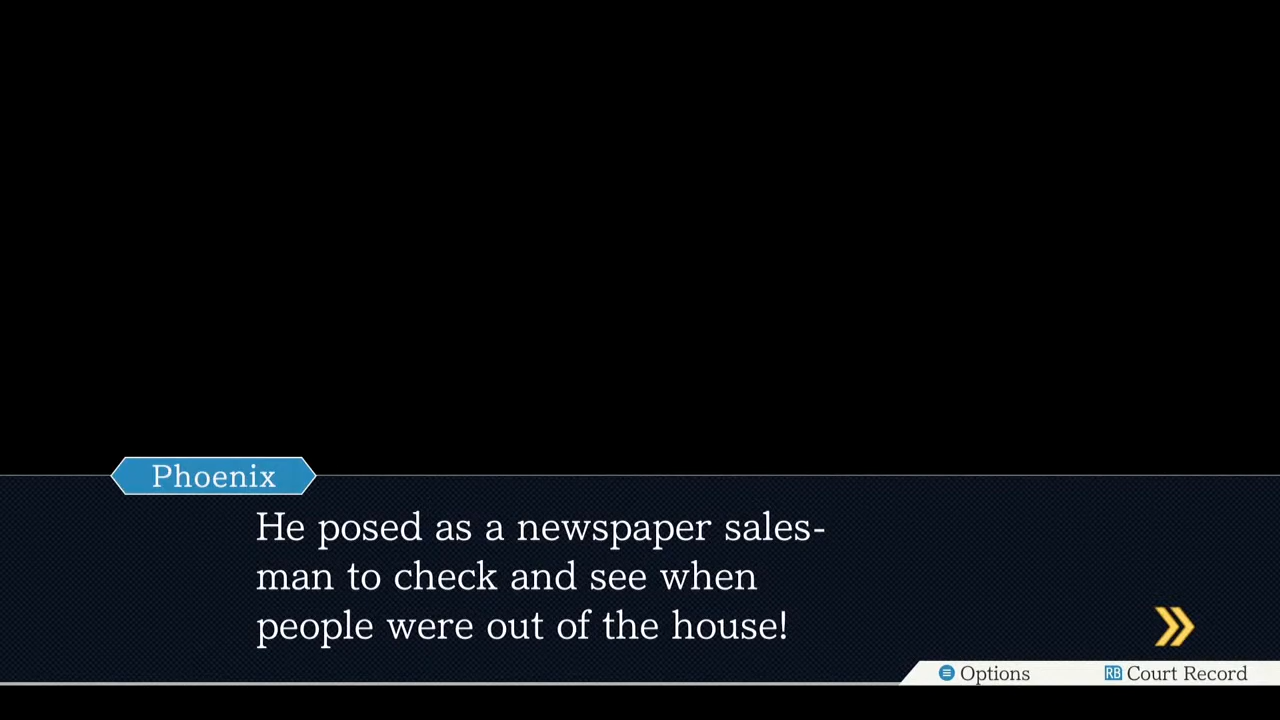 Phoenix
He posed as a newspaper sales-
man to check and see when
people were out of the house!
Options
RB Court Record